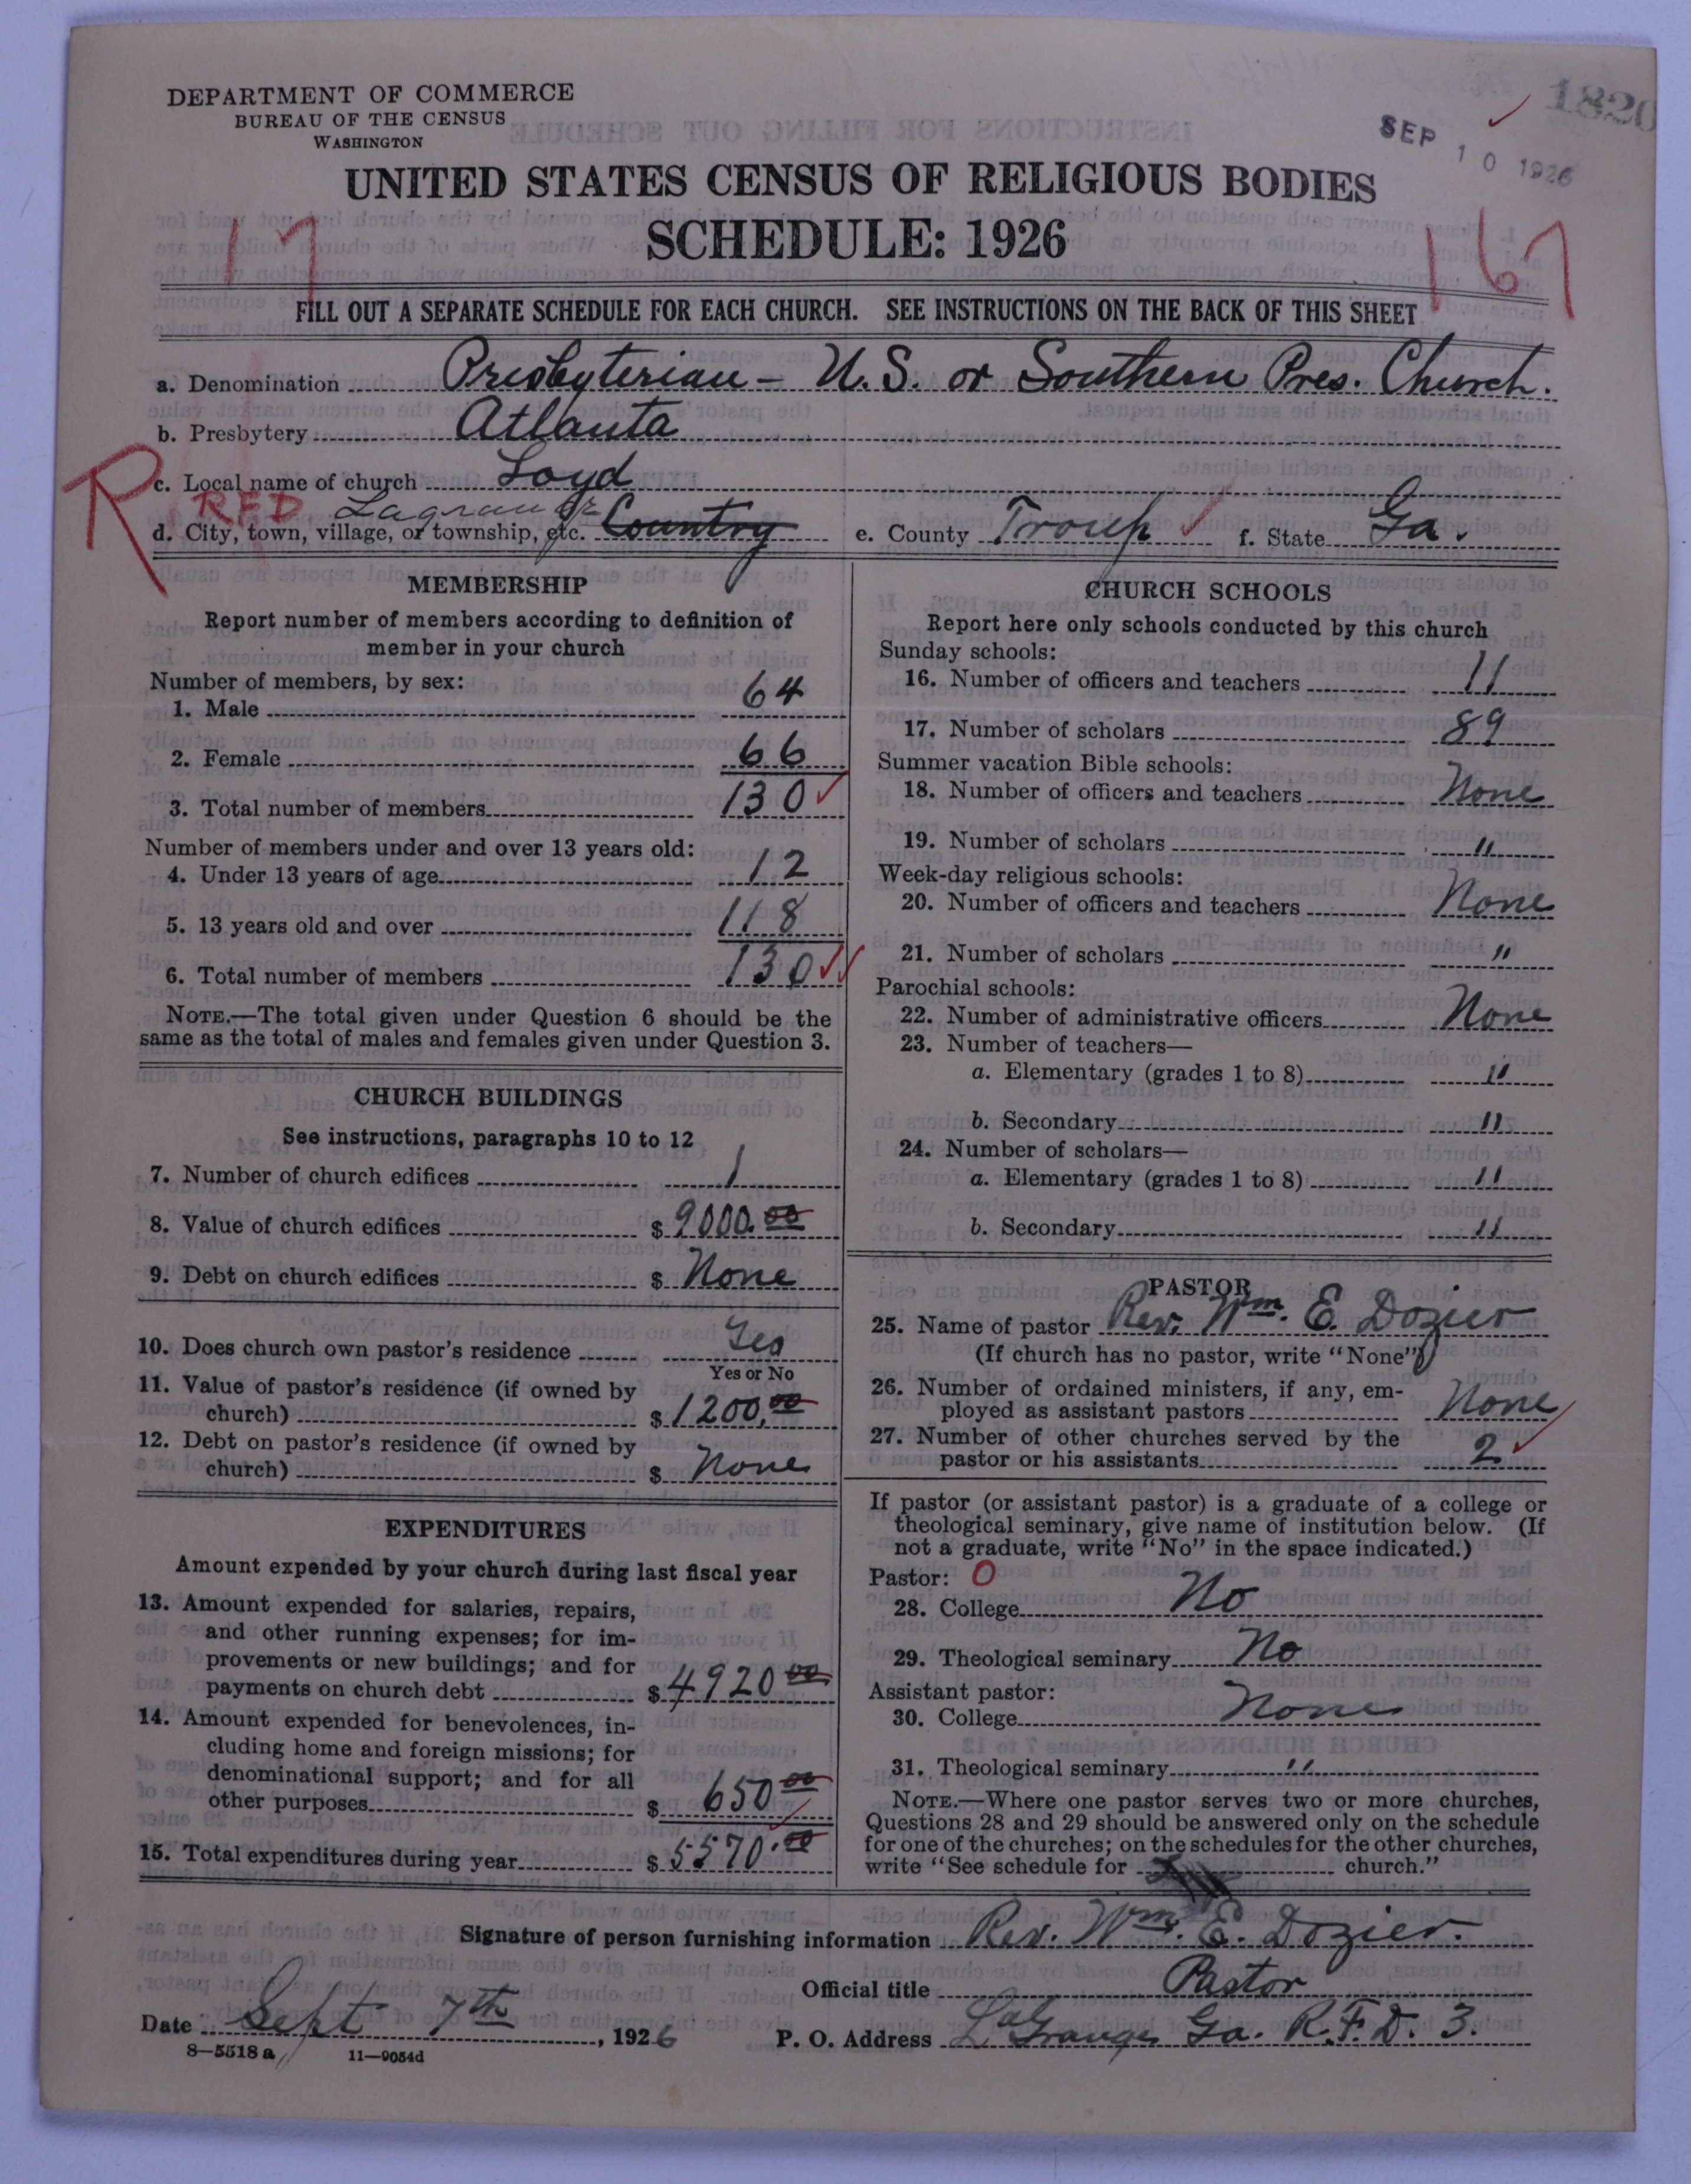 DEPARTMENT OF COMMERCE
BUREAU OF THE CENSUS
WASHINGTON
1820
SEP 10 1926
UNITED STATES CENSUS OF RELIGIOUS BODIES
SCHEDULE: 1926
17
167
FILL OUT A SEPARATE SCHEDULE FOR EACH CHURCH. SEE INSTRUCTIONS ON THE BACK OF THIS SHEET
a. Denomination Presbyterian - U.S. or Southern Pres. Church.
b. Presbytery Atlanta
R
c. Local name of church Loyd
R.F.D. Lagrange
d. City, town, village, or township, etc. Country e. County Troup f. State Ga.
MEMBERSHIP
Report number of members according to definition of
member in your church
Number of members, by sex:
1. Male 64
2. Female 66
3. Total number of members 130
Number of members under and over 13 years old:
4. Under 13 years of age 12
5. 13 years old and over 118
6. Total number of members 130
NOTE.—The total given under Question 6 should be the
same as the total of males and females given under Question 3.
CHURCH BUILDINGS
See instructions, paragraphs 10 to 12
7. Number of church edifices 1
8. Value of church edifices $ 9000.00
9. Debt on church edifices $ None
10. Does church own pastor's residence Yes
Yes or No
11. Value of pastor's residence (if owned by
church) $ 1200.00
12. Debt on pastor's residence (if owned by
church) $ None
EXPENDITURES
Amount expended by your church during last fiscal year
13. Amount expended for salaries, repairs,
and other running expenses; for im-
provements or new buildings; and for
payments on church debt $ 4920 00
14. Amount expended for benevolences, in-
cluding home and foreign missions; for
denominational support; and for all
other purposes $ 650 00
15. Total expenditures during year $ 5570.00
CHURCH SCHOOLS
Report here only schools conducted by this church
Sunday schools:
16. Number of officers and teachers 11
17. Number of scholars 89
Summer vacation Bible schools:
18. Number of officers and teachers None
19. Number of scholars "
Week-day religious schools:
20. Number of officers and teachers None
21. Number of scholars "
Parochial schools:
22. Number of administrative officers None
23. Number of teachers—
a. Elementary (grades 1 to 8) "
b. Secondary "
24. Number of scholars—
a. Elementary (grades 1 to 8) "
b. Secondary "
PASTOR
25. Name of pastor Rev. Wm. E. Dozier
(If church has no pastor, write "None")
26. Number of ordained ministers, if any, em-
ployed as assistant pastors None
27. Number of other churches served by the
pastor or his assistants 2
If pastor (or assistant pastor) is a graduate of a college or
theological seminary, give name of institution below. (If
not a graduate, write "No" in the space indicated.)
Pastor: O
28. College No
29. Theological seminary No
Assistant pastor:
30. College None
31. Theological seminary "
NOTE.—Where one pastor serves two or more churches,
Questions 28 and 29 should be answered only on the schedule
for one of the churches; on the schedules for the other churches,
write "See schedule for church."
Signature of person furnishing information Rev. Wm. E. Dozier.
Official title Pastor
Date Sept 7th, 1926 P. O. Address LaGrange Ga. R.F.D. 3.
8—5518 a 11—9054d